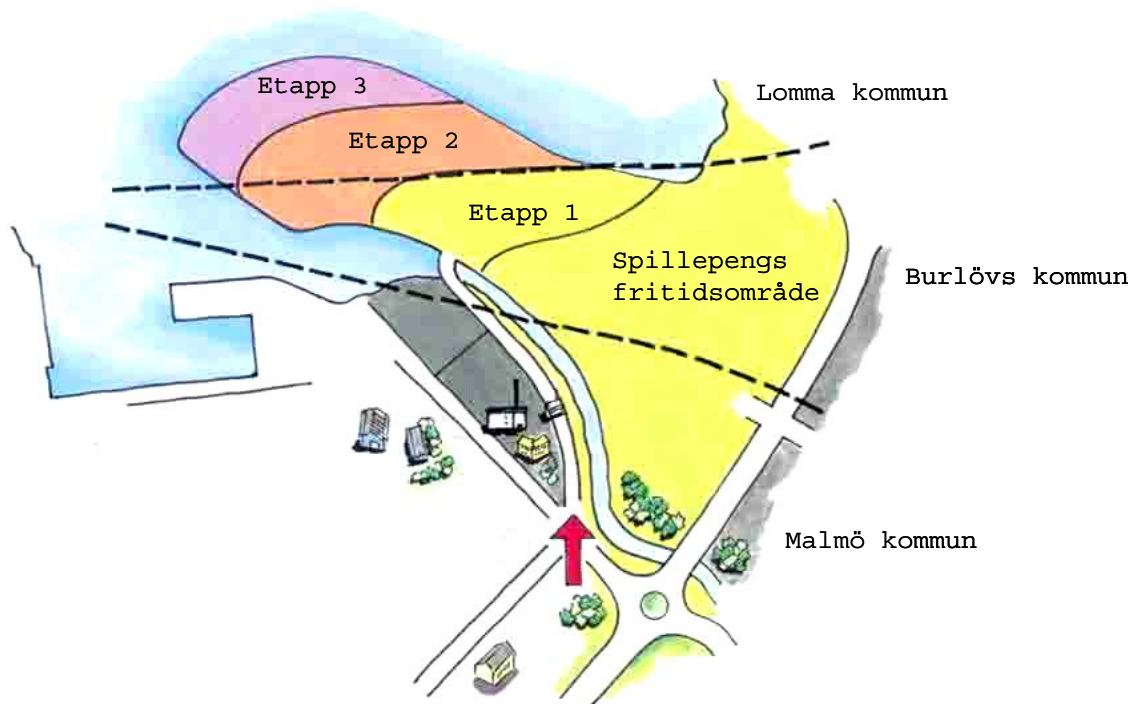 Etapp 3
Lomma kommun
Etapp 2
Etapp 1
Spillepengs
fritidsområde
Burlövs kommun
Malmö kommun